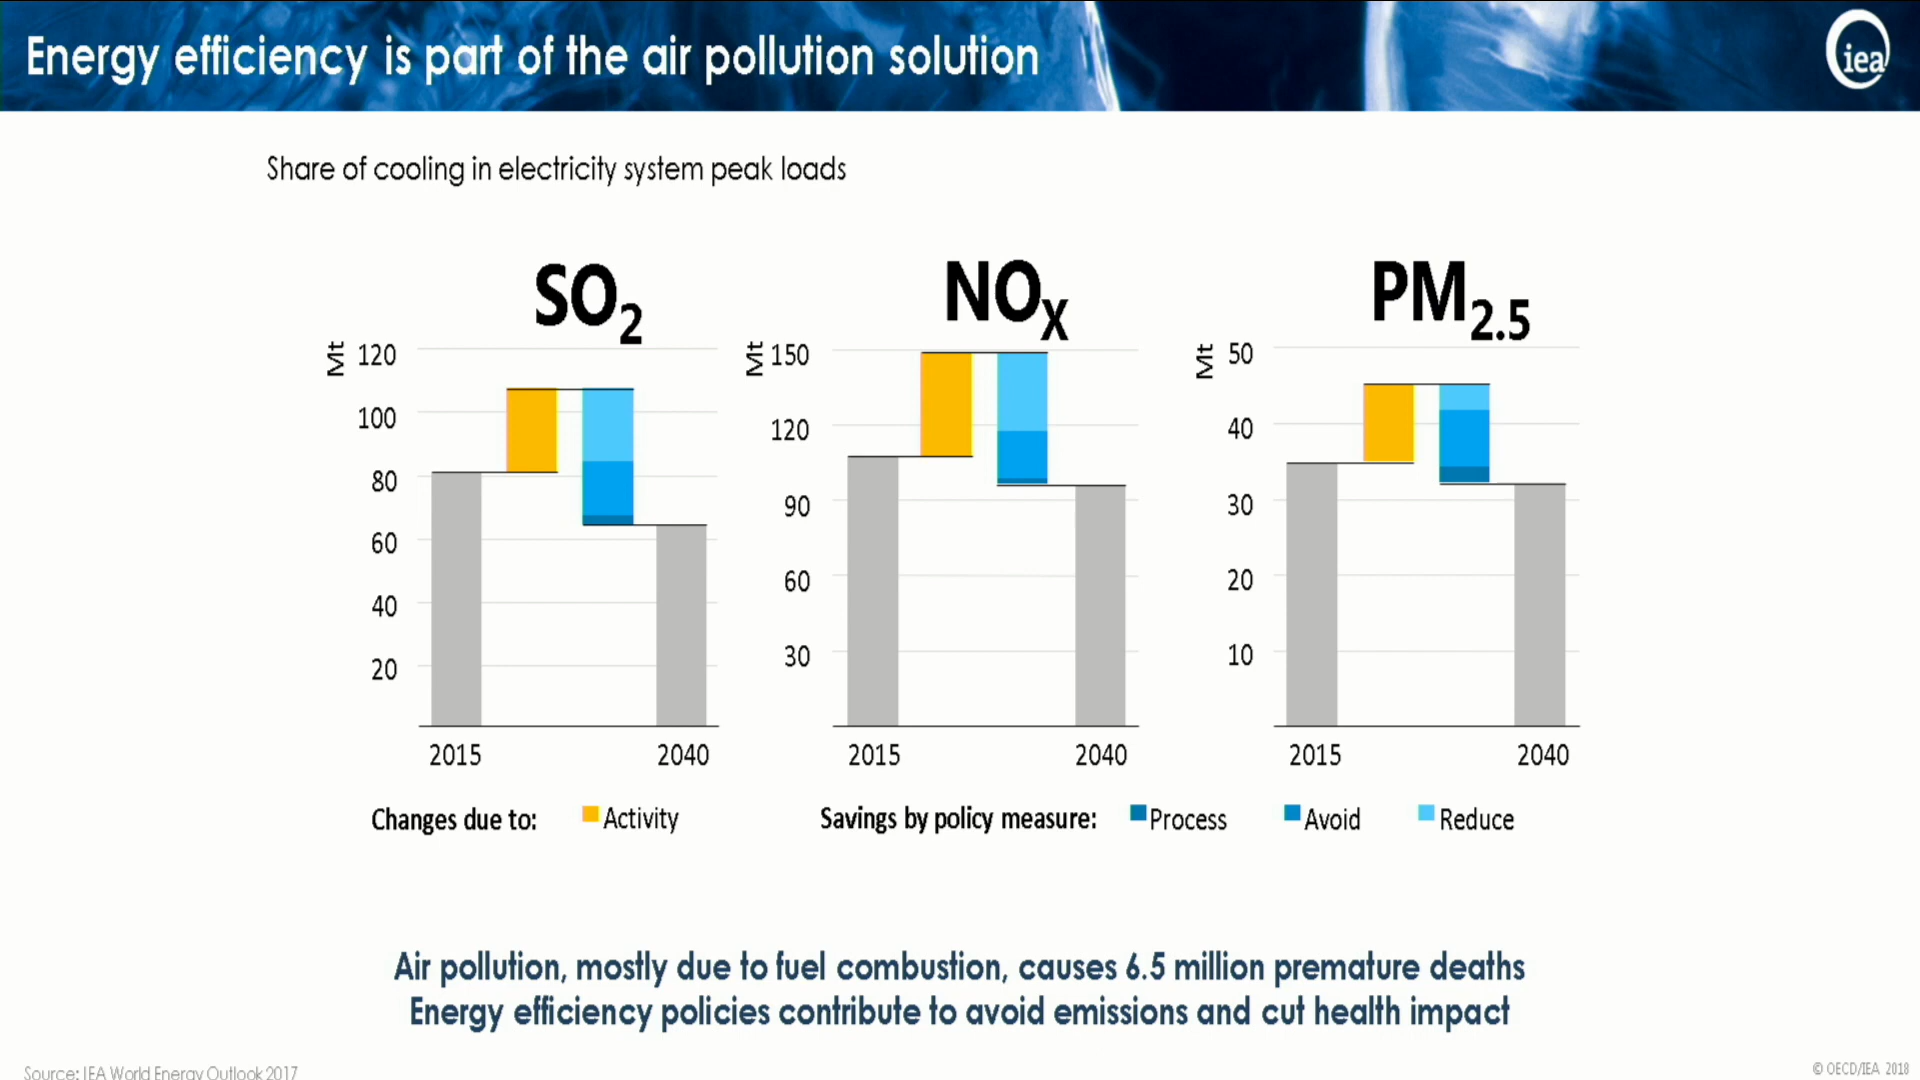 Energy efficiency is part of the air pollution solution
iea
Share of cooling in electricity system peak loads
SO2
NOX
PM2.5
Mt
120
100
80
60
40
20
2015
2040
Mt
150
120
90
60
30
2015
2040
Mt
50
40
30
20
10
2015
2040
Changes due to: Activity Savings by policy measure: Process Avoid Reduce
Air pollution, mostly due to fuel combustion, causes 6.5 million premature deaths
Energy efficiency policies contribute to avoid emissions and cut health impact
Source: IEA World Energy Outlook 2017
© OECD/IEA 2018